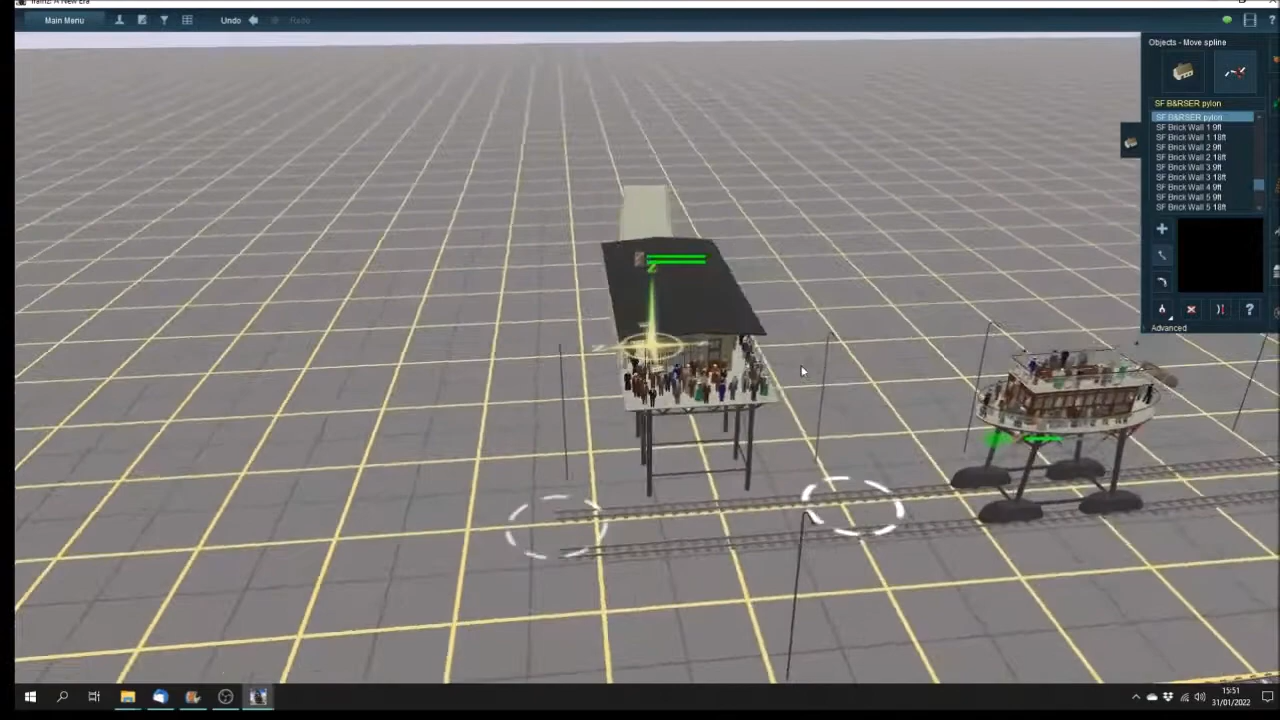 Trainz: A New Era
Main Menu
Undo
Redo
?
Objects - Move spline
SF B&RSER pylon
SF B&RSER pylon
SF Brick Wall 1 9ft
SF Brick Wall 1 18ft
SF Brick Wall 2 9ft
SF Brick Wall 2 18ft
SF Brick Wall 3 9ft
SF Brick Wall 3 18ft
SF Brick Wall 4 9ft
SF Brick Wall 5 9ft
SF Brick Wall 5 18ft
?
Advanced
Z
15:51
31/01/2022